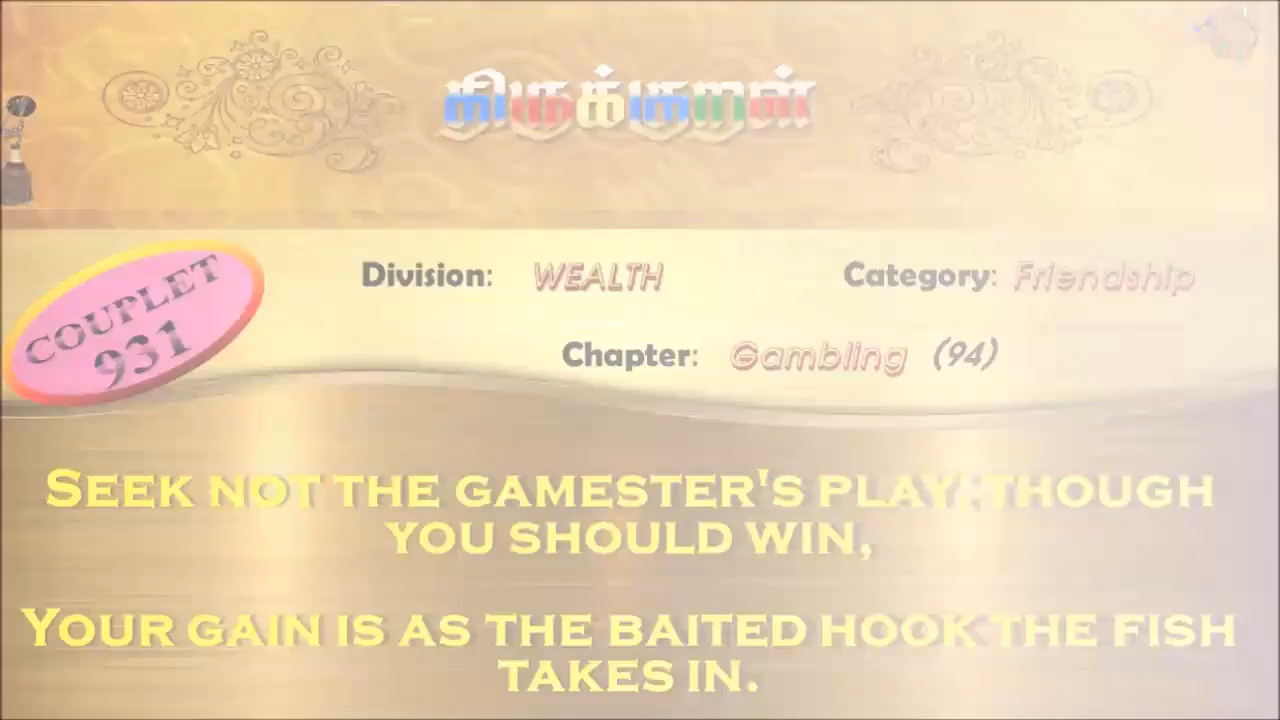 திருக்குறள்
Division: WEALTH Category: Friendship
COUPLET
931
Chapter: Gambling (94)
SEEK NOT THE GAMESTER'S PLAY; THOUGH
YOU SHOULD WIN,
YOUR GAIN IS AS THE BAITED HOOK THE FISH
TAKES IN.